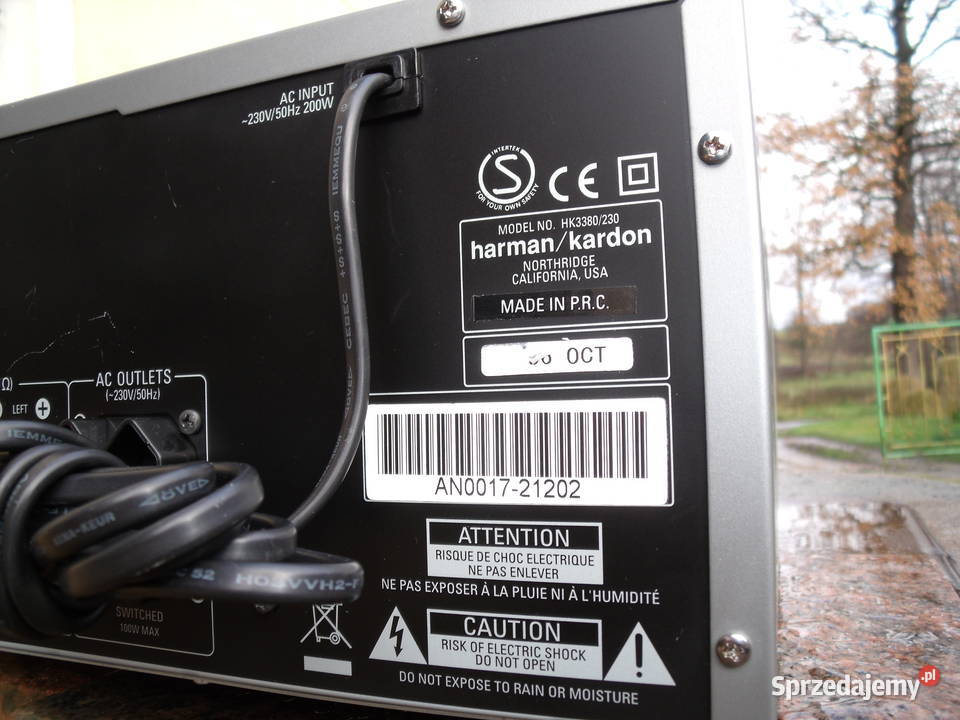 AC INPUT
~230V/50Hz 200W
INTERTEK
S
FOR YOUR OWN SAFETY
CE
MODEL NO. HK3380/230
harman/kardon
NORTHRIDGE
CALIFORNIA, USA
MADE IN P.R.C.
OCT
AN0017-21202
ATTENTION
RISQUE DE CHOC ELECTRIQUE
NE PAS ENLEVER
NE PAS EXPOSER À LA PLUIE NI À L'HUMIDITÉ
CAUTION
RISK OF ELECTRIC SHOCK
DO NOT OPEN
DO NOT EXPOSE TO RAIN OR MOISTURE
Ω)
LEFT
+
AC OUTLETS
(~230V/50Hz)
SWITCHED
100W MAX
IEMMEQU
CEBEC
Sprzedajemy.pl